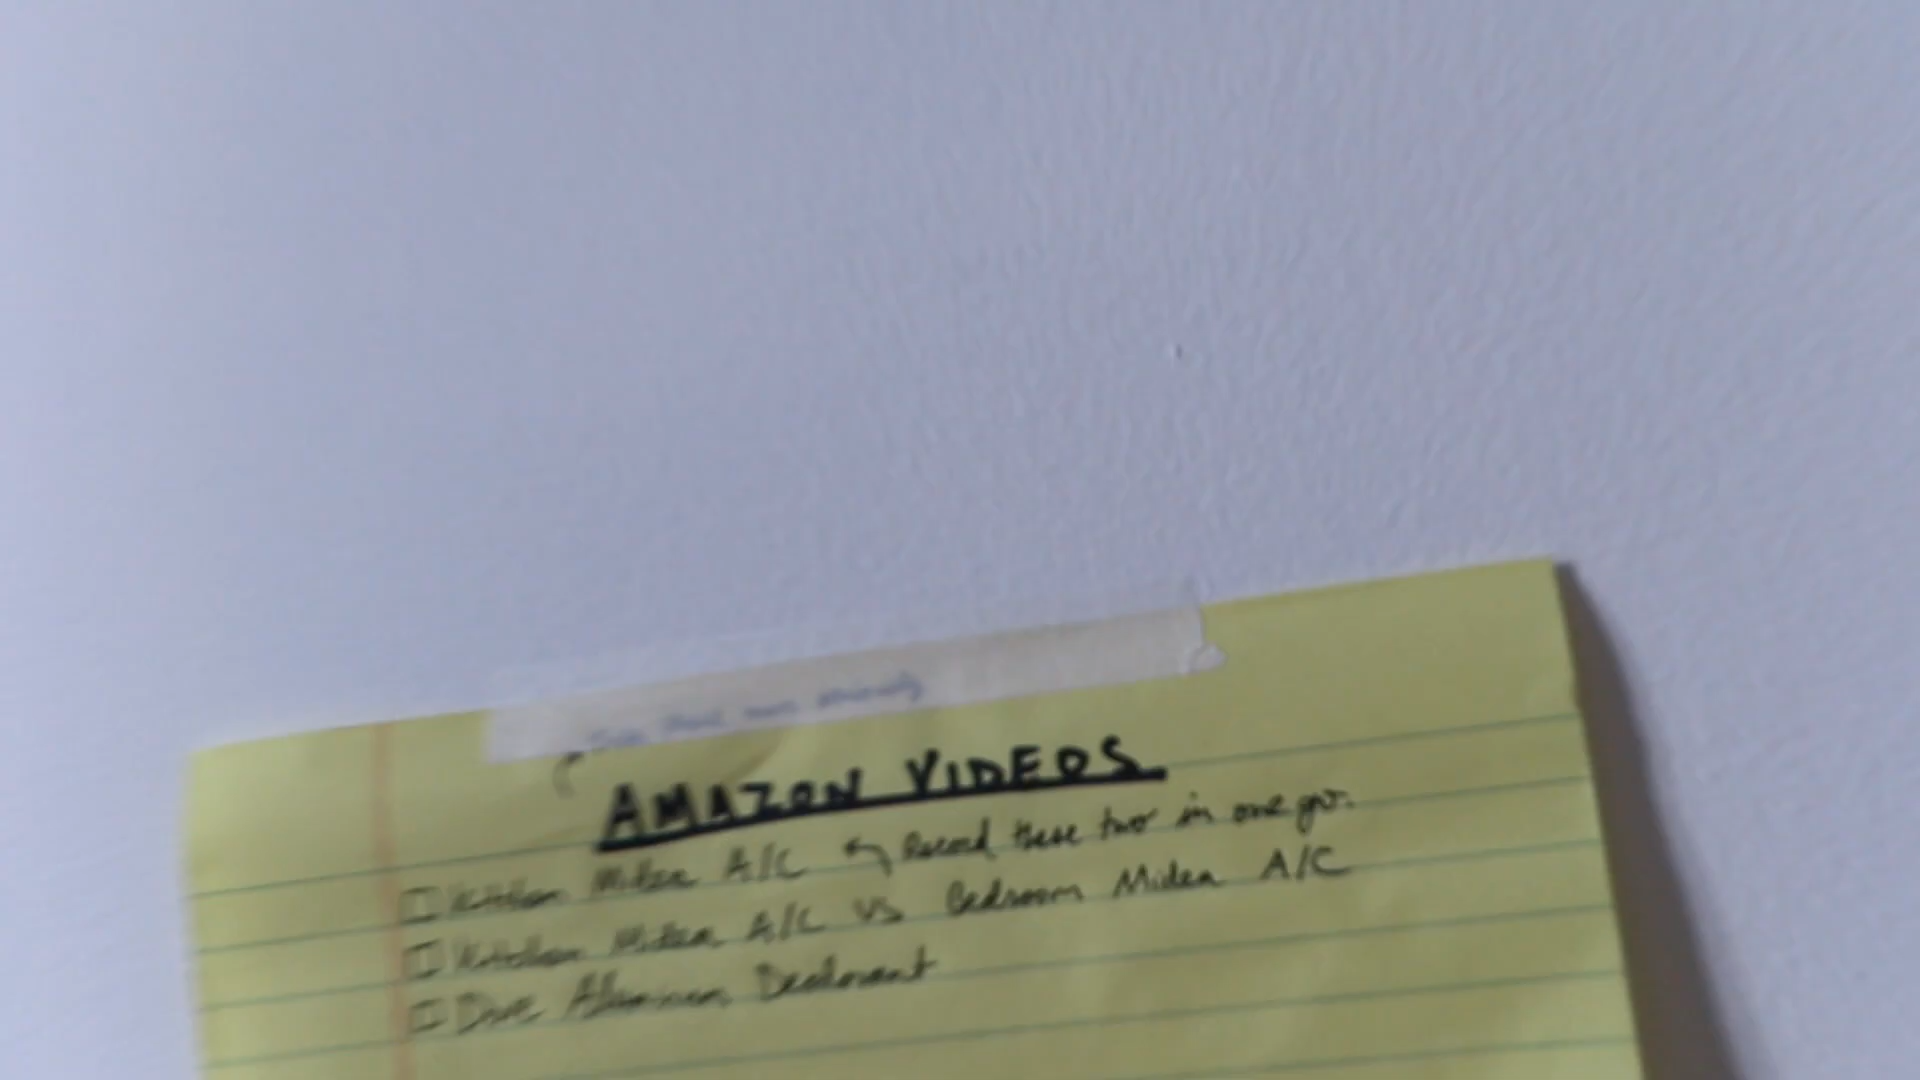 AMAZON VIDEOS
Kitchen Midea A/C ↰ Record these two in one go.
Kitchen Midea A/C vs Bedroom Midea A/C
Dove Aluminum Deodorant